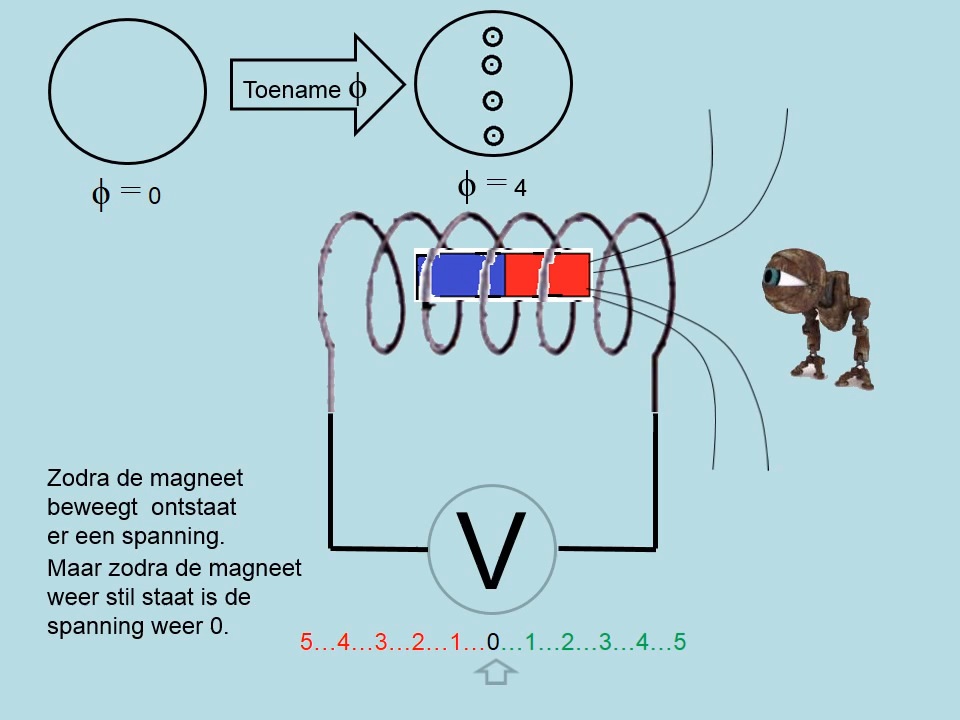 Toename ϕ
ϕ = 0
ϕ = 4
Zodra de magneet
beweegt ontstaat
er een spanning.
Maar zodra de magneet
weer stil staat is de
spanning weer 0.
V
5…4…3…2…1…0…1…2…3…4…5